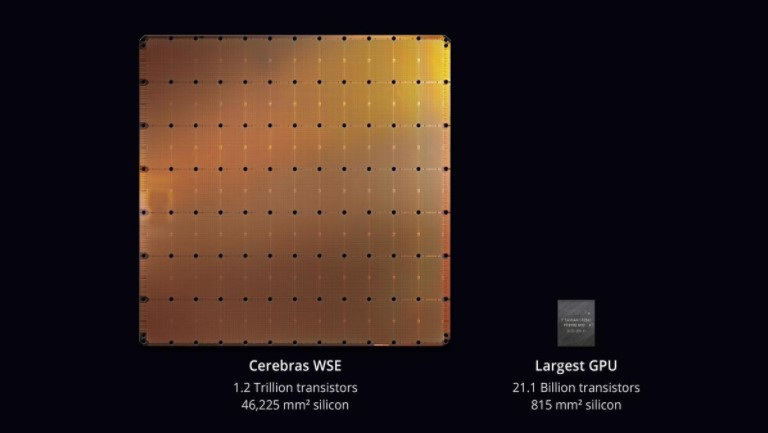 Cerebras WSE
1.2 Trillion transistors
46,225 mm² silicon
Largest GPU
21.1 Billion transistors
815 mm² silicon